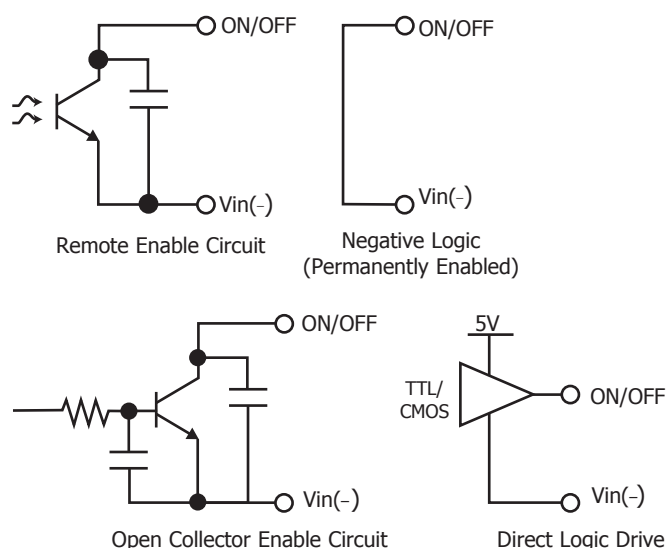 ON/OFF
Vin(–)
Remote Enable Circuit
ON/OFF
Vin(–)
Negative Logic
(Permanently Enabled)
ON/OFF
Vin(–)
Open Collector Enable Circuit
5V
TTL/
CMOS
ON/OFF
Vin(–)
Direct Logic Drive